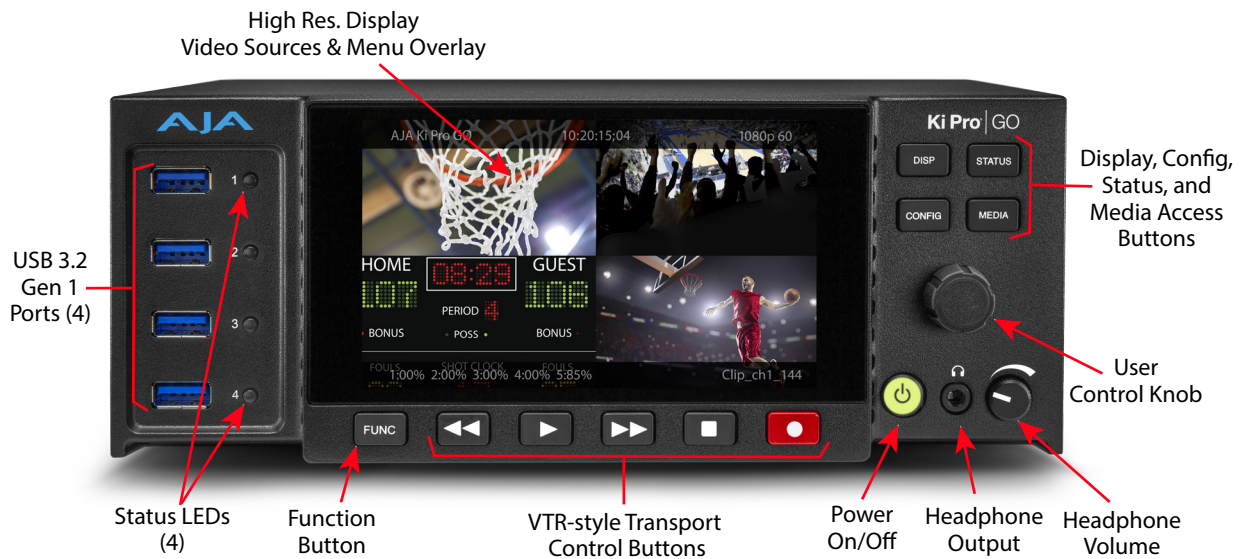 High Res. Display
Video Sources & Menu Overlay
AJA
Ki Pro GO
AJA Ki Pro GO 10:20:15:04 1080p 60
DISP STATUS
CONFIG MEDIA
Display, Config,
Status, and
Media Access
Buttons
USB 3.2
Gen 1
Ports (4)
1
2
3
4
HOME 08:29 GUEST
107 106
PERIOD 4
BONUS POSS BONUS
FOULS SHOT CLOCK FOULS
1:00% 2:00% 3:00% 4:00% 5:85% Clip_ch1_144
User
Control Knob
FUNC
Status LEDs
(4)
Function
Button
VTR-style Transport
Control Buttons
Power
On/Off
Headphone
Output
Headphone
Volume